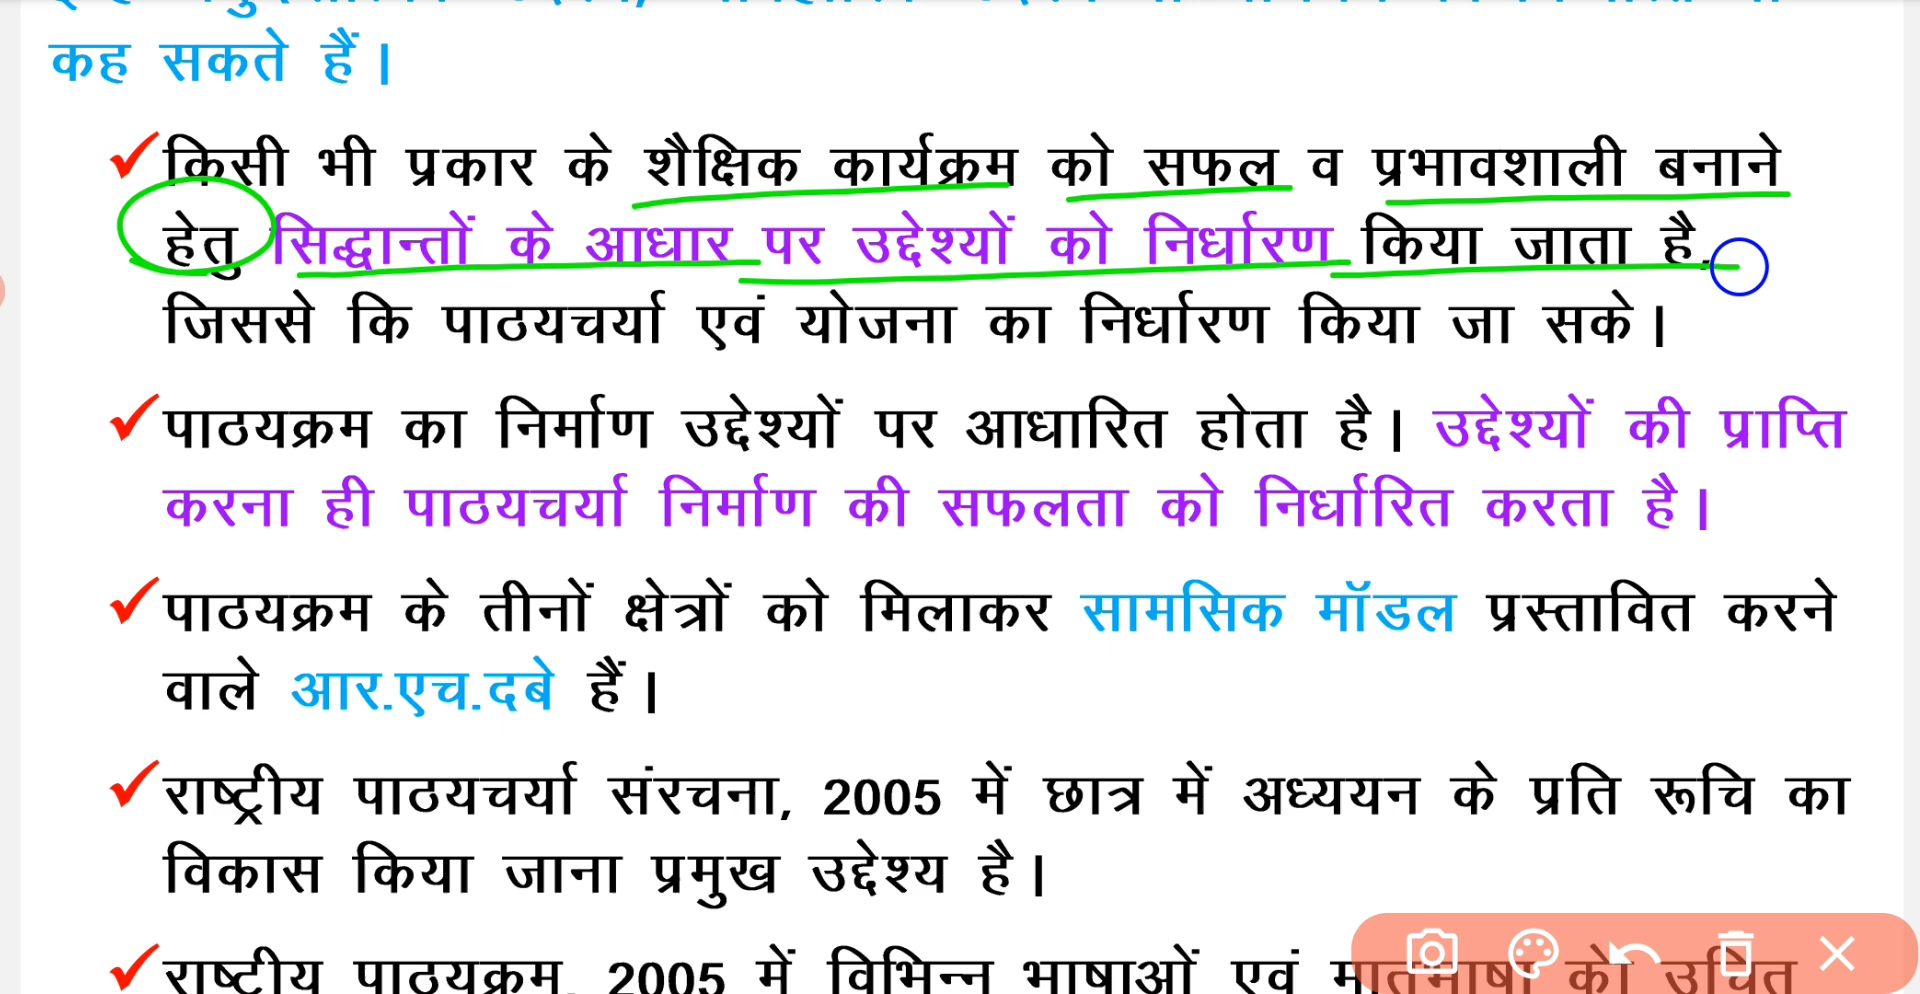 कह सकते हैं।
किसी भी प्रकार के शैक्षिक कार्यक्रम को सफल व प्रभावशाली बनाने
हेतु सिद्धान्तों के आधार पर उद्देश्यों को निर्धारण किया जाता है,
जिससे कि पाठयचर्या एवं योजना का निर्धारण किया जा सके।
पाठयक्रम का निर्माण उद्देश्यों पर आधारित होता है। उद्देश्यों की प्राप्ति
करना ही पाठयचर्या निर्माण की सफलता को निर्धारित करता है।
पाठयक्रम के तीनों क्षेत्रों को मिलाकर सामसिक मॉडल प्रस्तावित करने
वाले आर.एच.दबे हैं।
राष्ट्रीय पाठयचर्या संरचना, 2005 में छात्र में अध्ययन के प्रति रूचि का
विकास किया जाना प्रमुख उद्देश्य है।
राष्ट्रीय पाठयक्रम, 2005 में विभिन्न भाषाओं एवं मातृभाषा को उचित